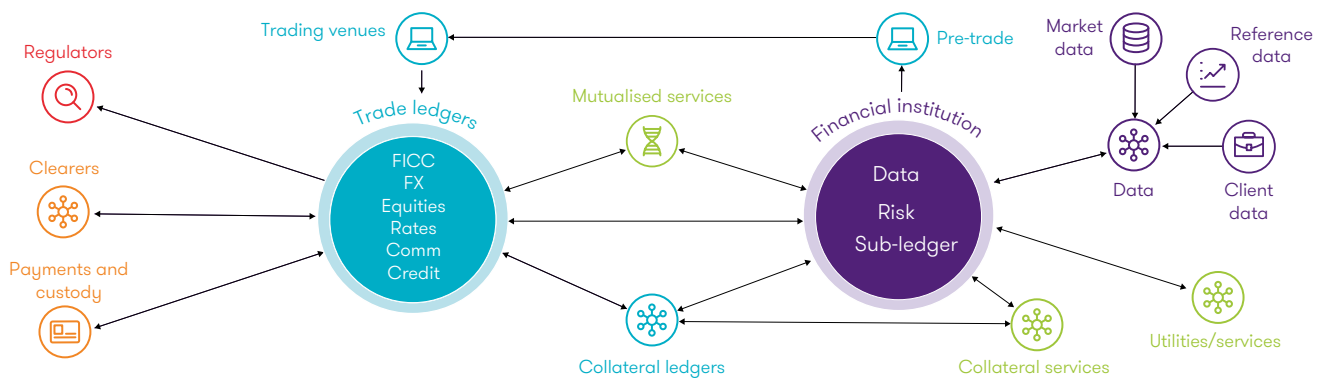 Trading venues
Pre-trade
Market
data
Reference
data
Regulators
Trade ledgers
Mutualised services
Financial institution
FICC
FX
Equities
Rates
Comm
Credit
Data
Risk
Sub-ledger
Clearers
Data
Client
data
Payments and
custody
Collateral ledgers
Collateral services
Utilities/services